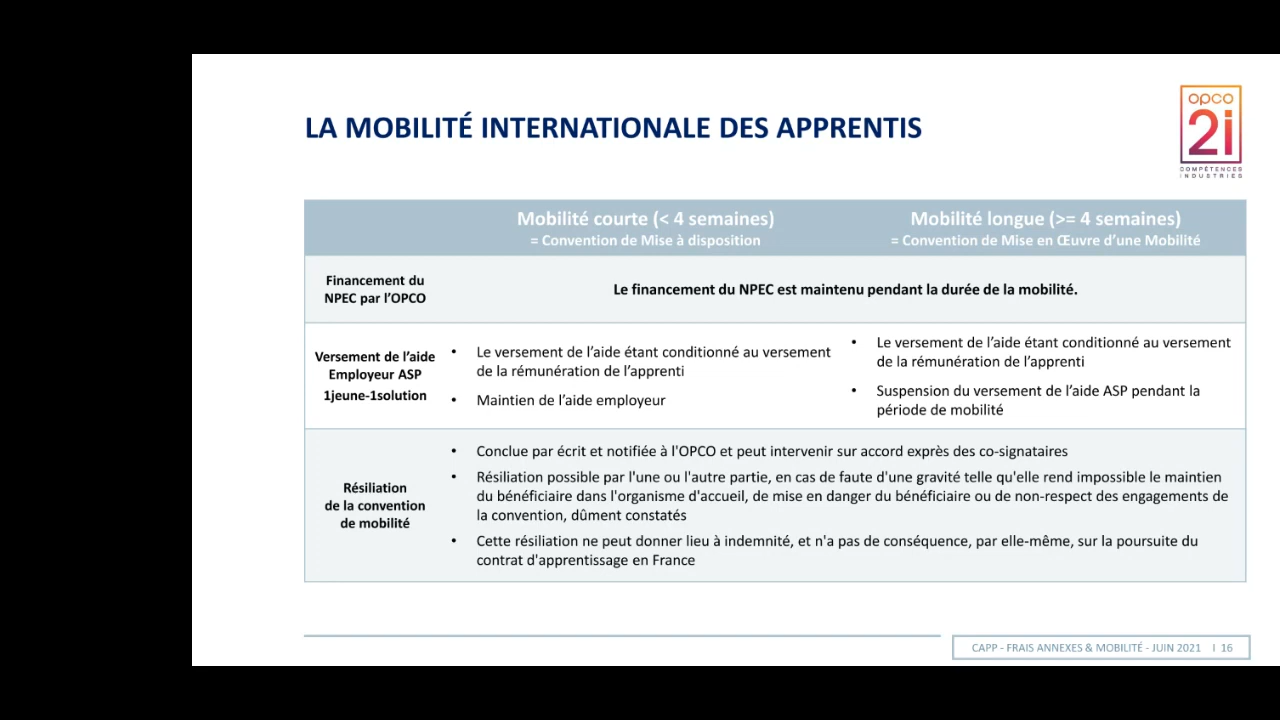 LA MOBILITÉ INTERNATIONALE DES APPRENTIS
opco
2i
COMPÉTENCES
INDUSTRIES
Mobilité courte (< 4 semaines)
= Convention de Mise à disposition
Mobilité longue (>= 4 semaines)
= Convention de Mise en Œuvre d’une Mobilité
Financement du
NPEC par l’OPCO
Le financement du NPEC est maintenu pendant la durée de la mobilité.
Versement de l’aide
Employeur ASP
1jeune-1solution
• Le versement de l’aide étant conditionné au versement
de la rémunération de l’apprenti
• Maintien de l’aide employeur
• Le versement de l’aide étant conditionné au versement
de la rémunération de l’apprenti
• Suspension du versement de l’aide ASP pendant la
période de mobilité
Résiliation
de la convention
de mobilité
• Conclue par écrit et notifiée à l'OPCO et peut intervenir sur accord exprès des co-signataires
• Résiliation possible par l'une ou l'autre partie, en cas de faute d'une gravité telle qu'elle rend impossible le maintien
du bénéficiaire dans l'organisme d'accueil, de mise en danger du bénéficiaire ou de non-respect des engagements de
la convention, dûment constatés
• Cette résiliation ne peut donner lieu à indemnité, et n'a pas de conséquence, par elle-même, sur la poursuite du
contrat d'apprentissage en France
CAPP - FRAIS ANNEXES & MOBILITÉ - JUIN 2021 I 16